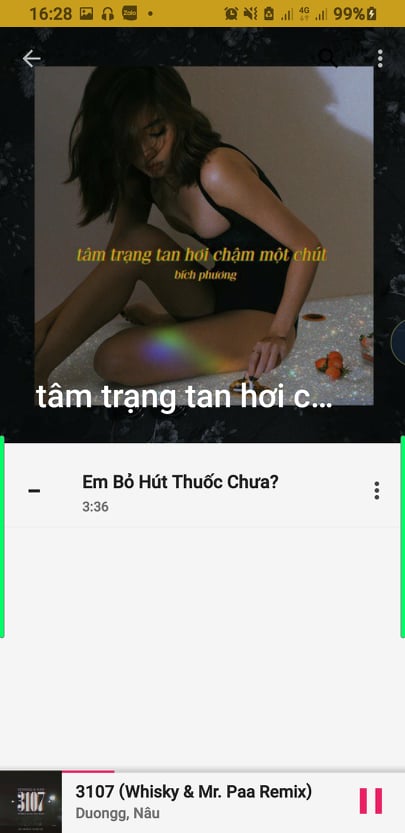 16:28
Zalo
4G
99%
tâm trạng tan hơi chậm một chút
bích phương
tâm trạng tan hơi c...
Em Bỏ Hút Thuốc Chưa?
3:36
3107
3107 (Whisky & Mr. Paa Remix)
Duongg, Nâu